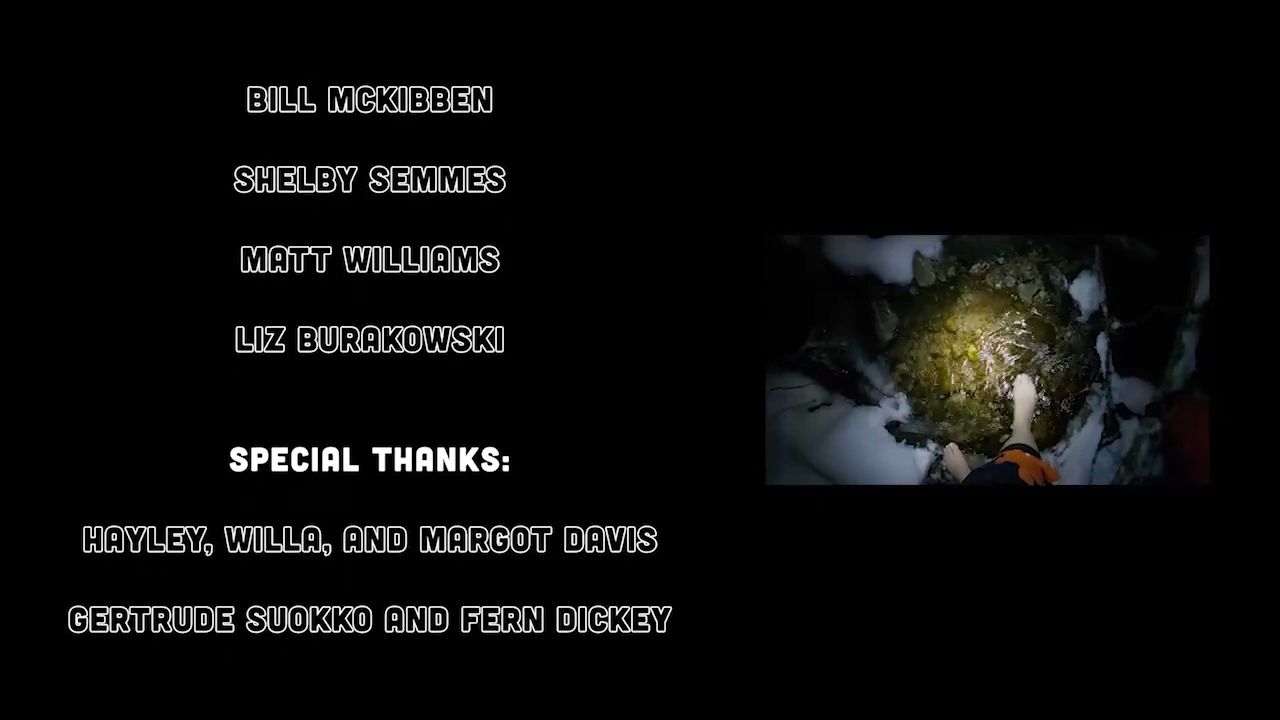 BILL MCKIBBEN
SHELBY SEMMES
MATT WILLIAMS
LIZ BURAKOWSKI
SPECIAL THANKS:
HAYLEY, WILLA, AND MARGOT DAVIS
GERTRUDE SUOKKO AND FERN DICKEY